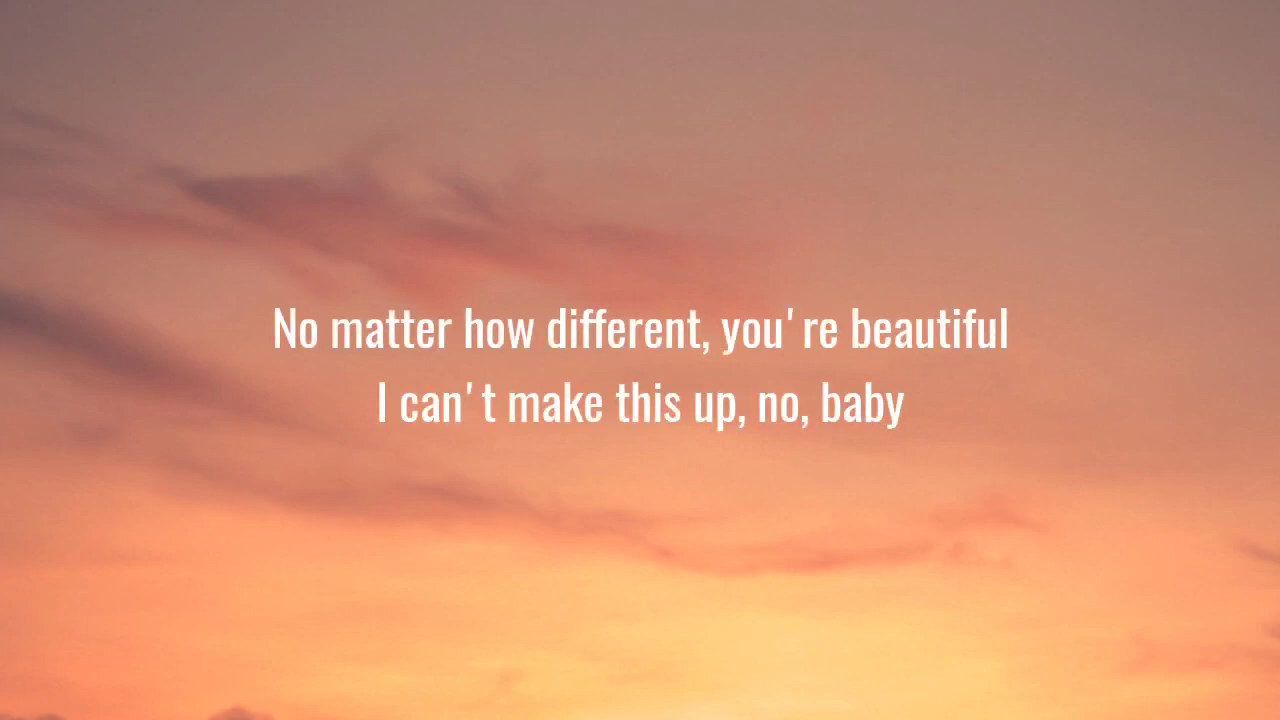 No matter how different, you're beautiful
I can't make this up, no, baby